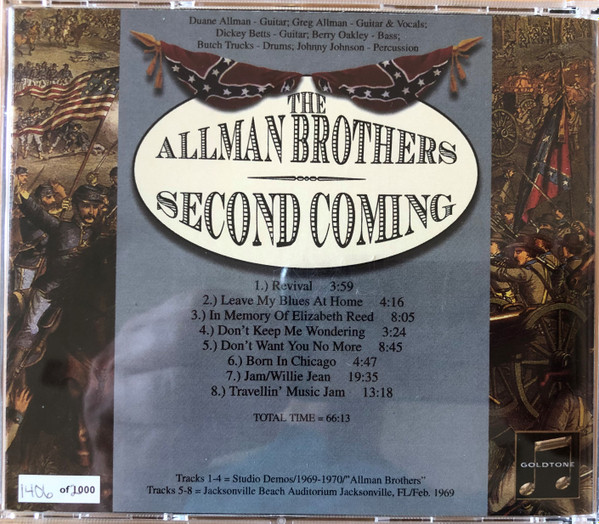 Duane Allman - Guitar; Greg Allman - Guitar & Vocals;
Dickey Betts - Guitar; Berry Oakley - Bass;
Butch Trucks - Drums; Johnny Johnson - Percussion
THE
ALLMAN BROTHERS
SECOND COMING
1.) Revival 3:59
2.) Leave My Blues At Home 4:16
3.) In Memory Of Elizabeth Reed 8:05
4.) Don't Keep Me Wondering 3:24
5.) Don't Want You No More 8:45
6.) Born In Chicago 4:47
7.) Jam/Willie Jean 19:35
8.) Travellin' Music Jam 13:18
TOTAL TIME = 66:13
GOLDTONE
Tracks 1-4 = Studio Demos/1969-1970/"Allman Brothers"
Tracks 5-8 = Jacksonville Beach Auditorium Jacksonville, FL/Feb. 1969
1406 of 2000